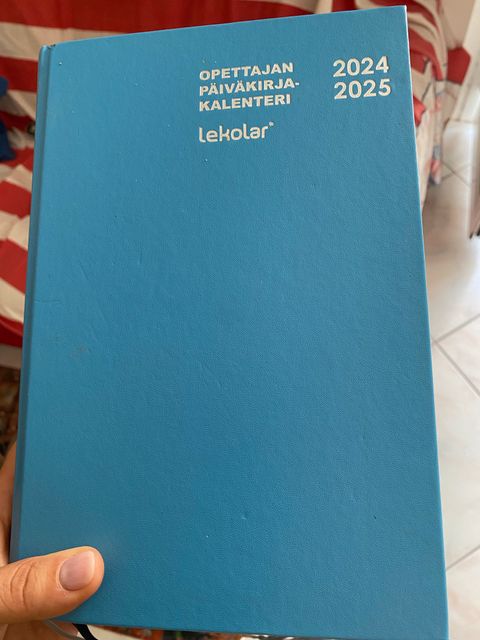 OPETTAJAN
PÄIVÄKIRJA-
KALENTERI
2024
2025
lekolar